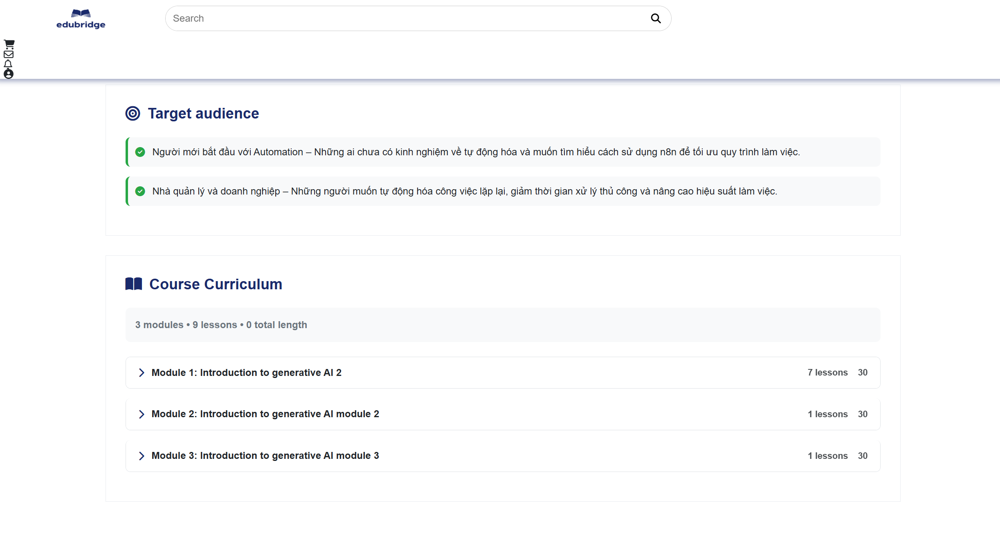 edubridge
Search
Target audience
Người mới bắt đầu với Automation – Những ai chưa có kinh nghiệm về tự động hóa và muốn tìm hiểu cách sử dụng n8n để tối ưu quy trình làm việc.
Nhà quản lý và doanh nghiệp – Những người muốn tự động hóa công việc lặp lại, giảm thời gian xử lý thủ công và nâng cao hiệu suất làm việc.
Course Curriculum
3 modules • 9 lessons • 0 total length
Module 1: Introduction to generative AI 2 7 lessons 30
Module 2: Introduction to generative AI module 2 1 lessons 30
Module 3: Introduction to generative AI module 3 1 lessons 30